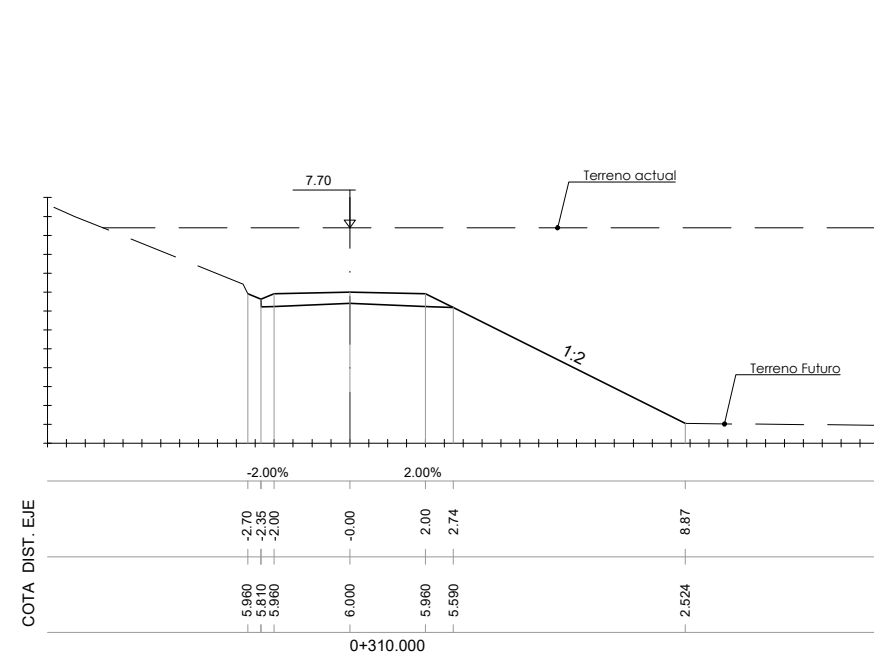 Terreno actual
7.70
1:2
Terreno Futuro
-2.00% 2.00%
DIST. EJE -2.70 -2.35 -2.00 -0.00 2.00 2.74 8.87
COTA 5.960 5.810 5.960 6.000 5.960 5.590 2.524
0+310.000